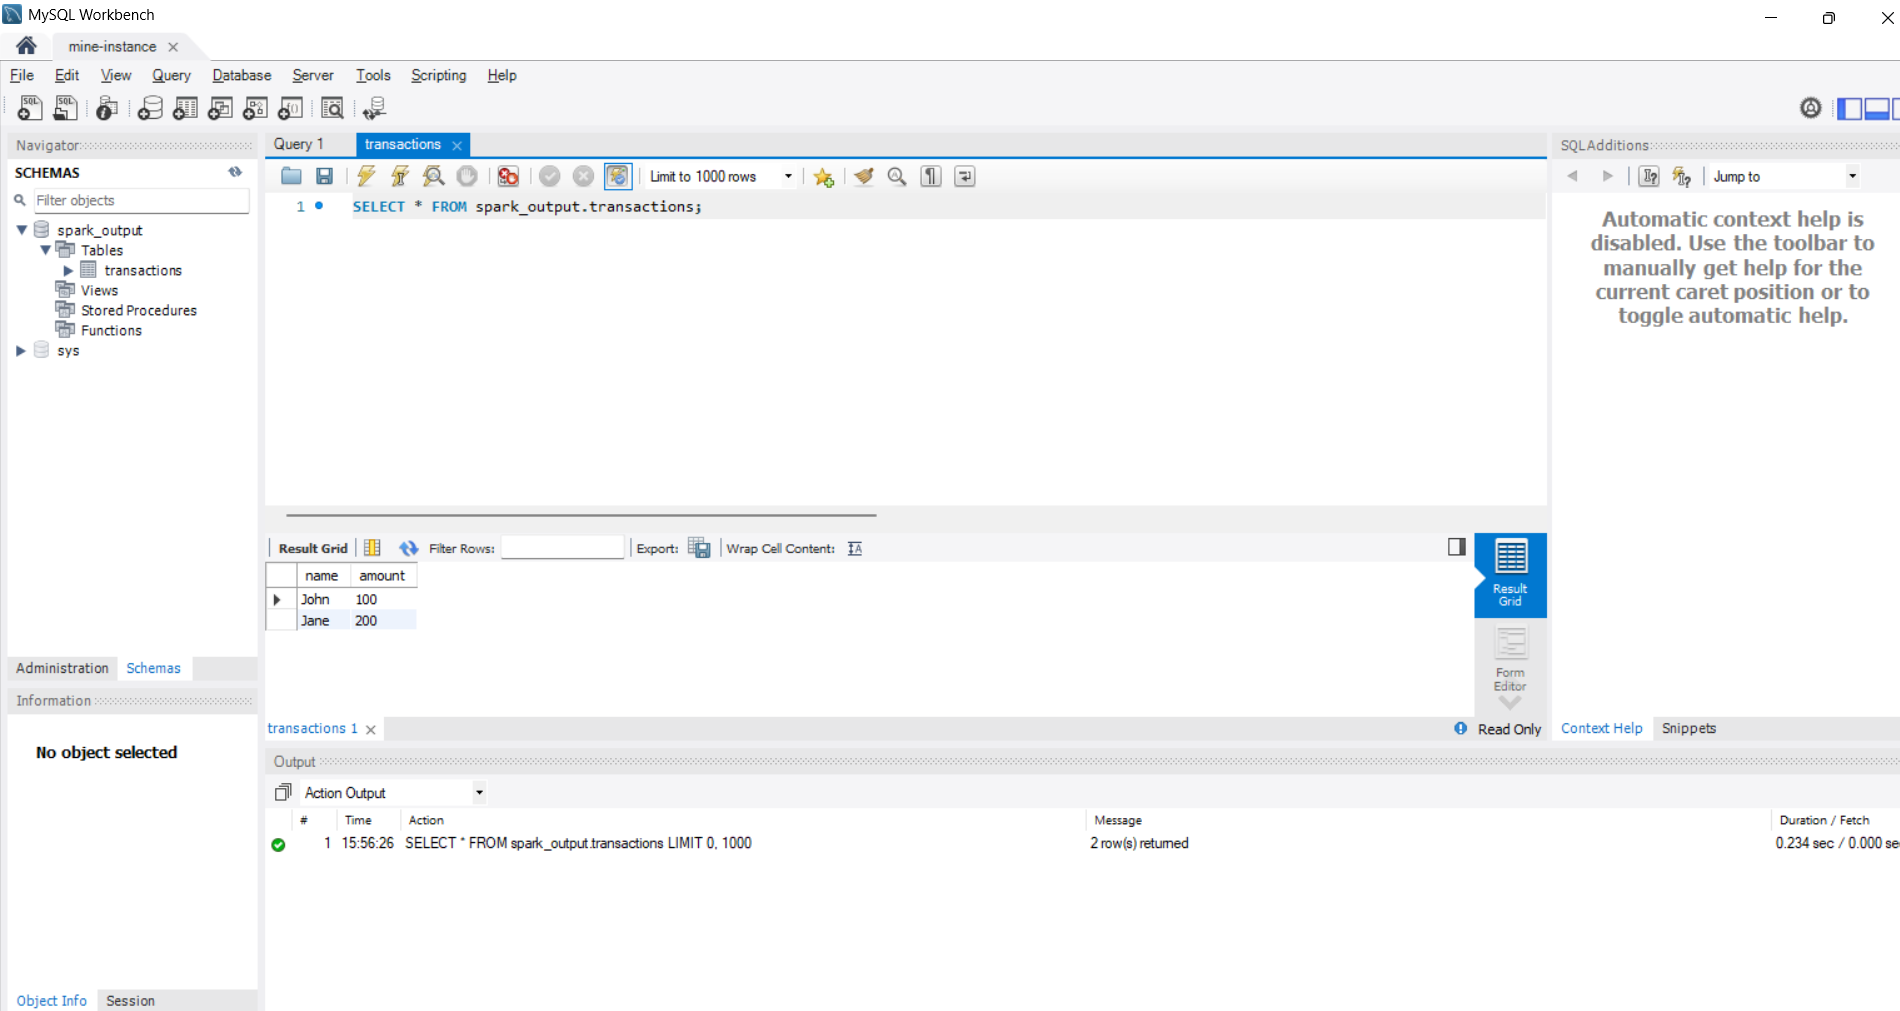 MySQL Workbench
mine-instance
File Edit View Query Database Server Tools Scripting Help
Navigator
SCHEMAS
Filter objects
spark_output
Tables
transactions
Views
Stored Procedures
Functions
sys
Administration Schemas
Information
No object selected
Object Info Session
Query 1 transactions
Limit to 1000 rows
1 SELECT * FROM spark_output.transactions;
Result Grid Filter Rows: Export: Wrap Cell Content:
name amount
John 100
Jane 200
Result
Grid
Form
Editor
transactions 1
Read Only
SQLAdditions
Jump to
Automatic context help is
disabled. Use the toolbar to
manually get help for the
current caret position or to
toggle automatic help.
Context Help Snippets
Output
Action Output
# Time Action Message Duration / Fetch
1 15:56:26 SELECT * FROM spark_output.transactions LIMIT 0, 1000 2 row(s) returned 0.234 sec / 0.000 se